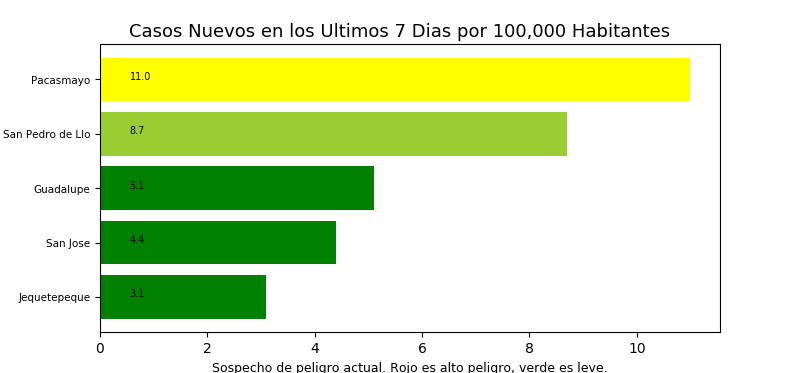 Casos Nuevos en los Ultimos 7 Dias por 100,000 Habitantes
Pacasmayo 11.0
San Pedro de Llo 8.7
Guadalupe 5.1
San Jose 4.4
Jequetepeque 3.1
0 2 4 6 8 10
Sospecho de peligro actual. Rojo es alto peligro, verde es leve.